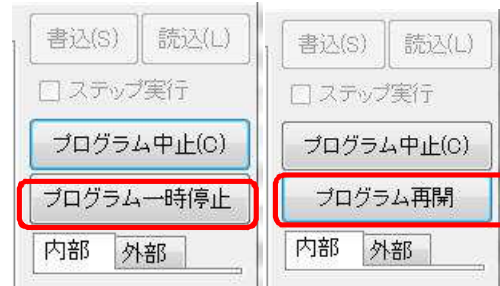 書込(S) 読込(L)
ステップ実行
プログラム中止(C)
プログラム一時停止
内部 外部
書込(S) 読込(L)
ステップ実行
プログラム中止(C)
プログラム再開
内部 外部